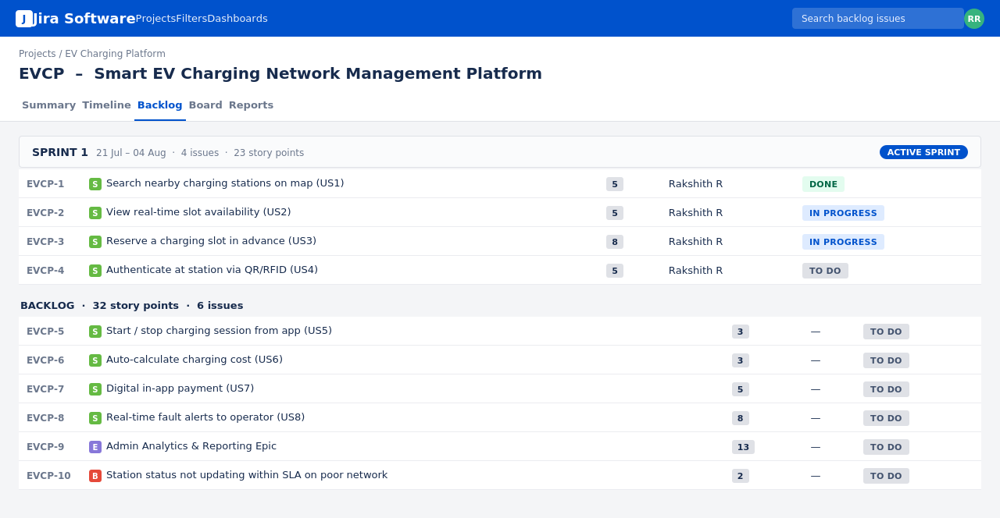 J Jira Software Projects Filters Dashboards Search backlog issues RR
Projects / EV Charging Platform
EVCP – Smart EV Charging Network Management Platform
Summary Timeline Backlog Board Reports
SPRINT 1 21 Jul – 04 Aug · 4 issues · 23 story points ACTIVE SPRINT
EVCP-1 S Search nearby charging stations on map (US1) 5 Rakshith R DONE
EVCP-2 S View real-time slot availability (US2) 5 Rakshith R IN PROGRESS
EVCP-3 S Reserve a charging slot in advance (US3) 8 Rakshith R IN PROGRESS
EVCP-4 S Authenticate at station via QR/RFID (US4) 5 Rakshith R TO DO
BACKLOG · 32 story points · 6 issues
EVCP-5 S Start / stop charging session from app (US5) 3 — TO DO
EVCP-6 S Auto-calculate charging cost (US6) 3 — TO DO
EVCP-7 S Digital in-app payment (US7) 5 — TO DO
EVCP-8 S Real-time fault alerts to operator (US8) 8 — TO DO
EVCP-9 E Admin Analytics & Reporting Epic 13 — TO DO
EVCP-10 B Station status not updating within SLA on poor network 2 — TO DO